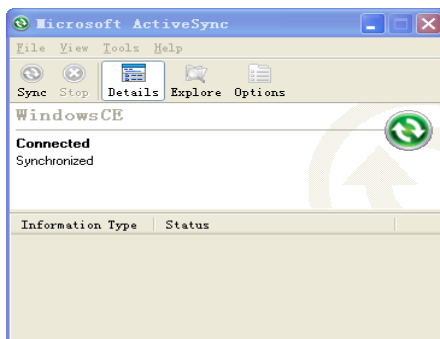 Microsoft ActiveSync
File View Tools Help
Sync Stop Details Explore Options
WindowsCE
Connected
Synchronized
Information Type Status